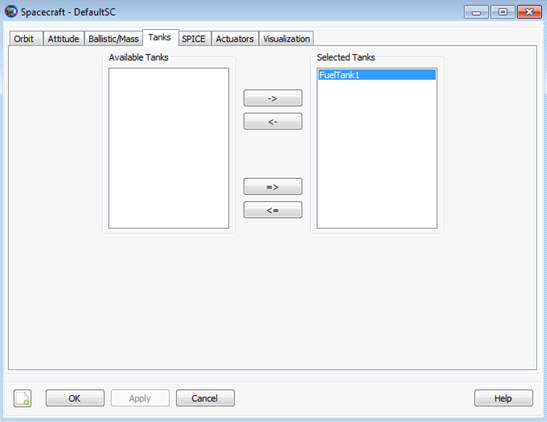 Spacecraft - DefaultSC
Orbit Attitude Ballistic/Mass Tanks SPICE Actuators Visualization
Available Tanks Selected Tanks
FuelTank1
->
<-
=>
<=
OK Apply Cancel Help